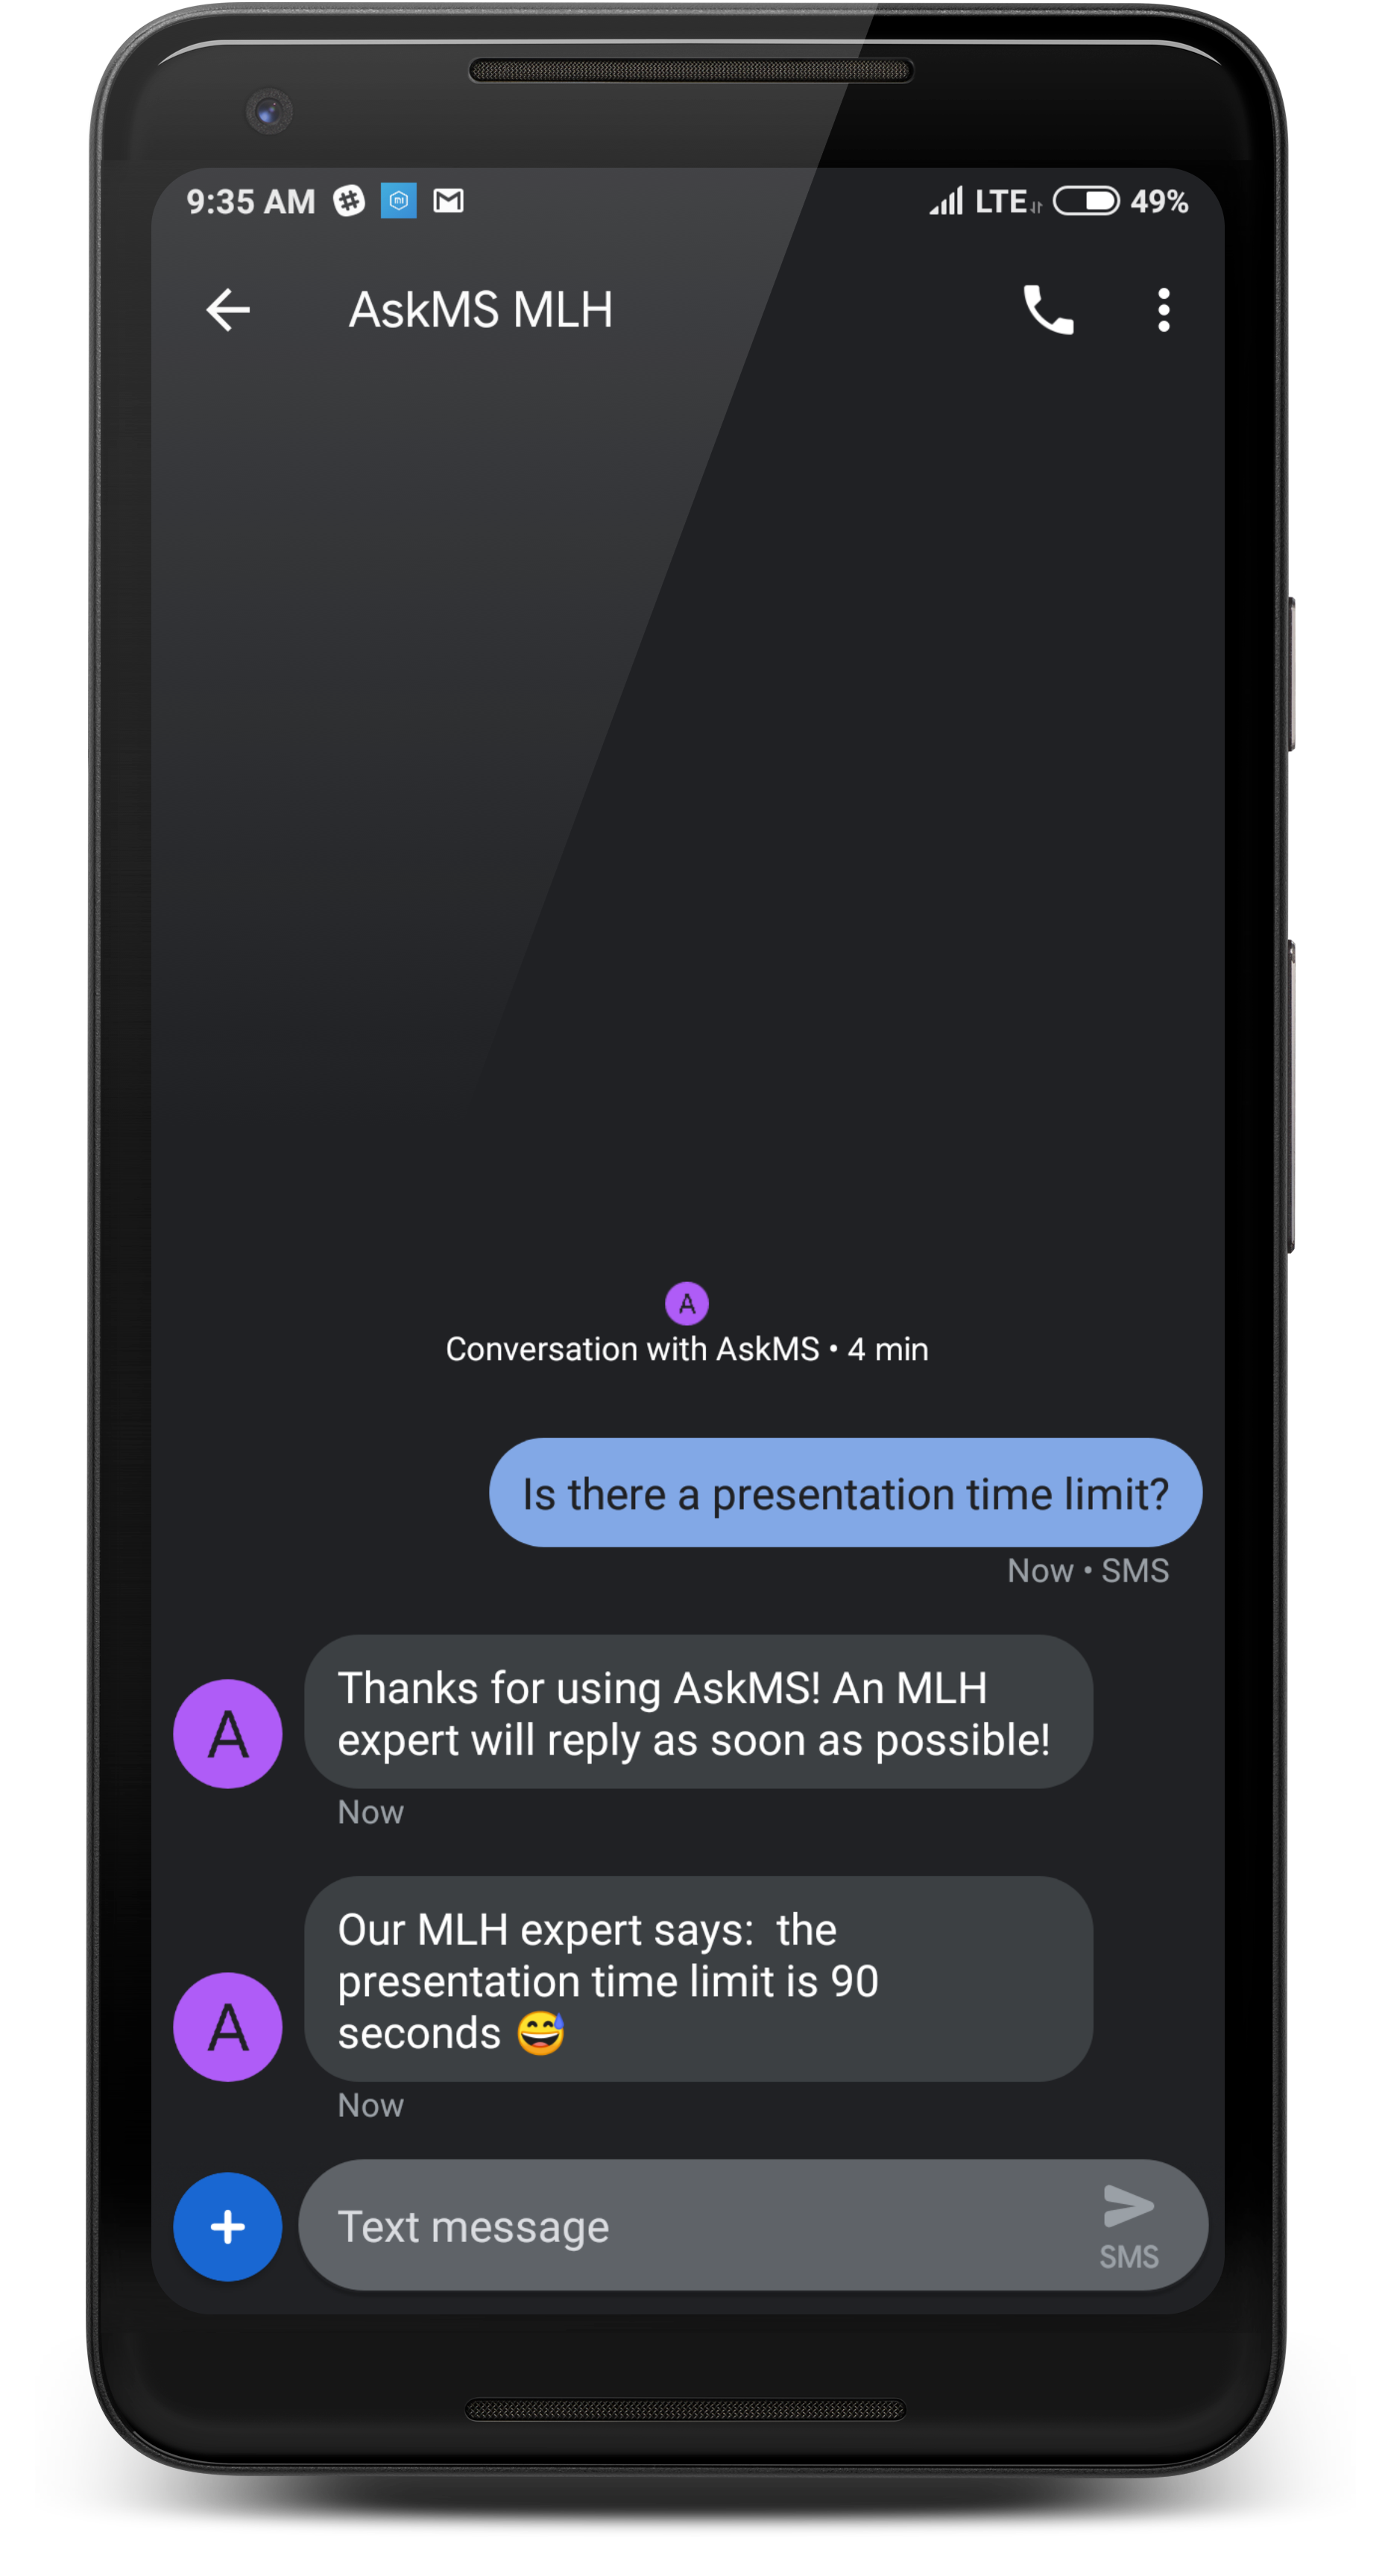 9:35 AM
LTE 49%
AskMS MLH
A
Conversation with AskMS • 4 min
Is there a presentation time limit?
Now • SMS
Thanks for using AskMS! An MLH
expert will reply as soon as possible!
A
Now
Our MLH expert says:  the
presentation time limit is 90
seconds 😅
A
Now
Text message
SMS